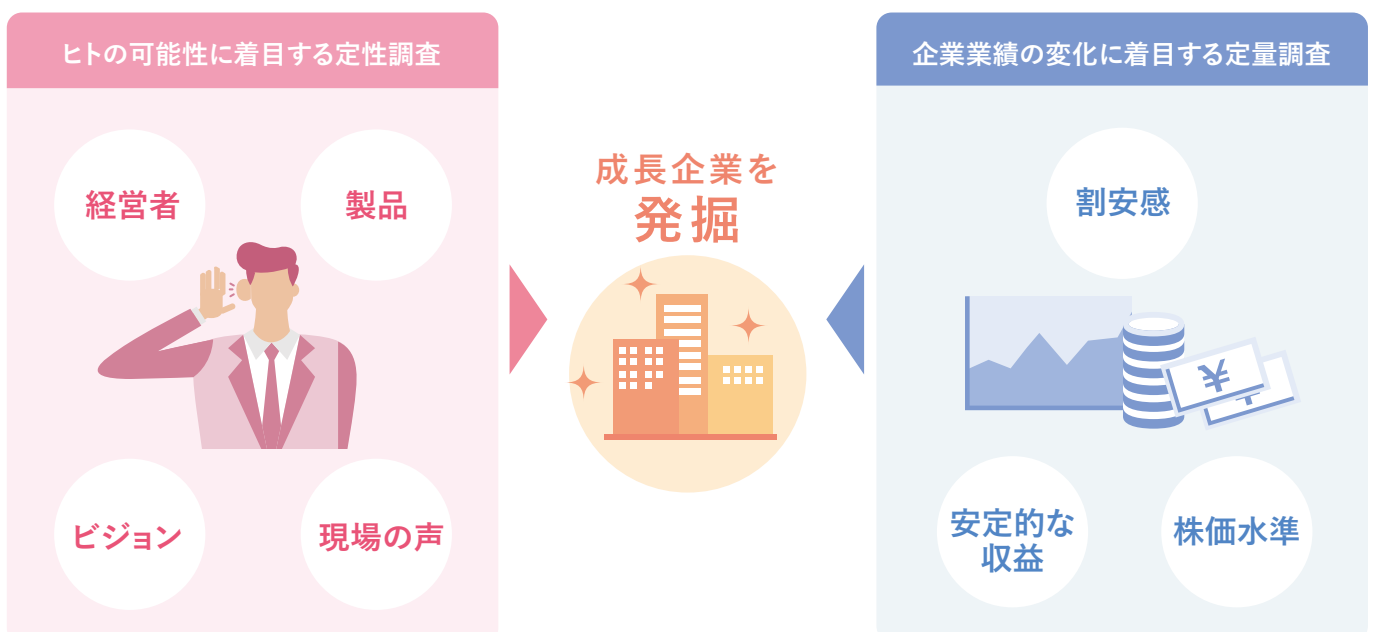 ヒトの可能性に着目する定性調査
経営者
製品
ビジョン
現場の声
成長企業を
発掘
企業業績の変化に着目する定量調査
割安感
¥
¥
安定的な
収益
株価水準